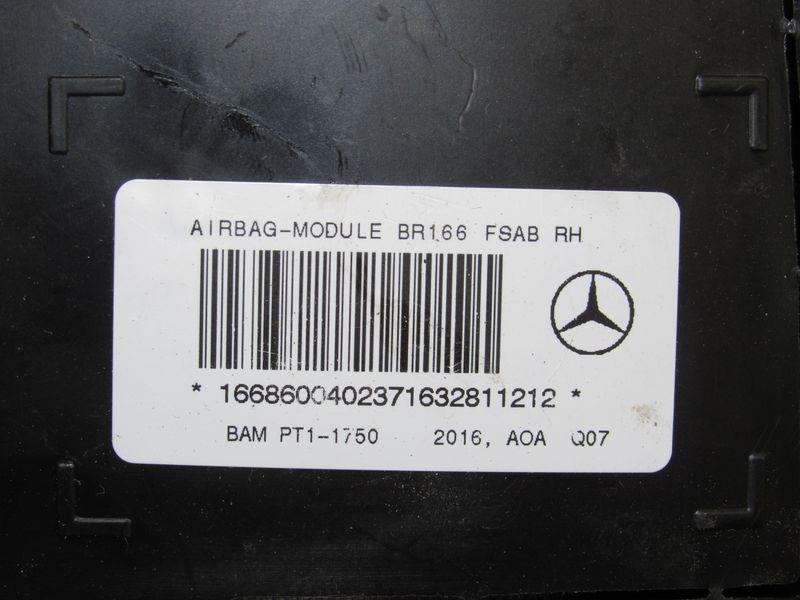 AIRBAG-MODULE BR166 FSAB RH
* 1668600402371632811212 *
BAM PT1-1750 2016, AOA Q07